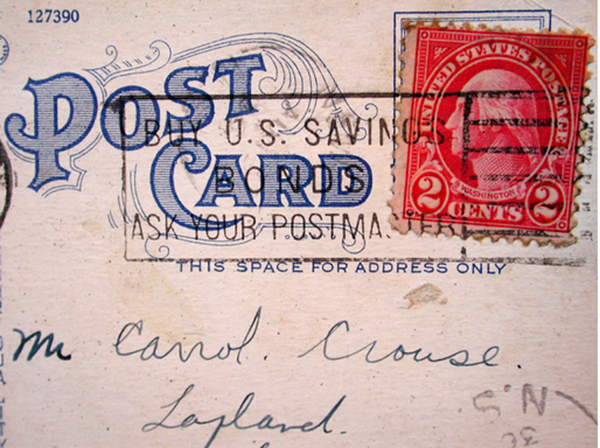 127390
POST CARD
UNITED STATES POSTAGE
BUY U.S. SAVINGS
BONDS
ASK YOUR POSTMASTER
WASHINGTON
2 CENTS 2
THIS SPACE FOR ADDRESS ONLY
Mr Carrol. Crouse.
Lapland.
N.S.